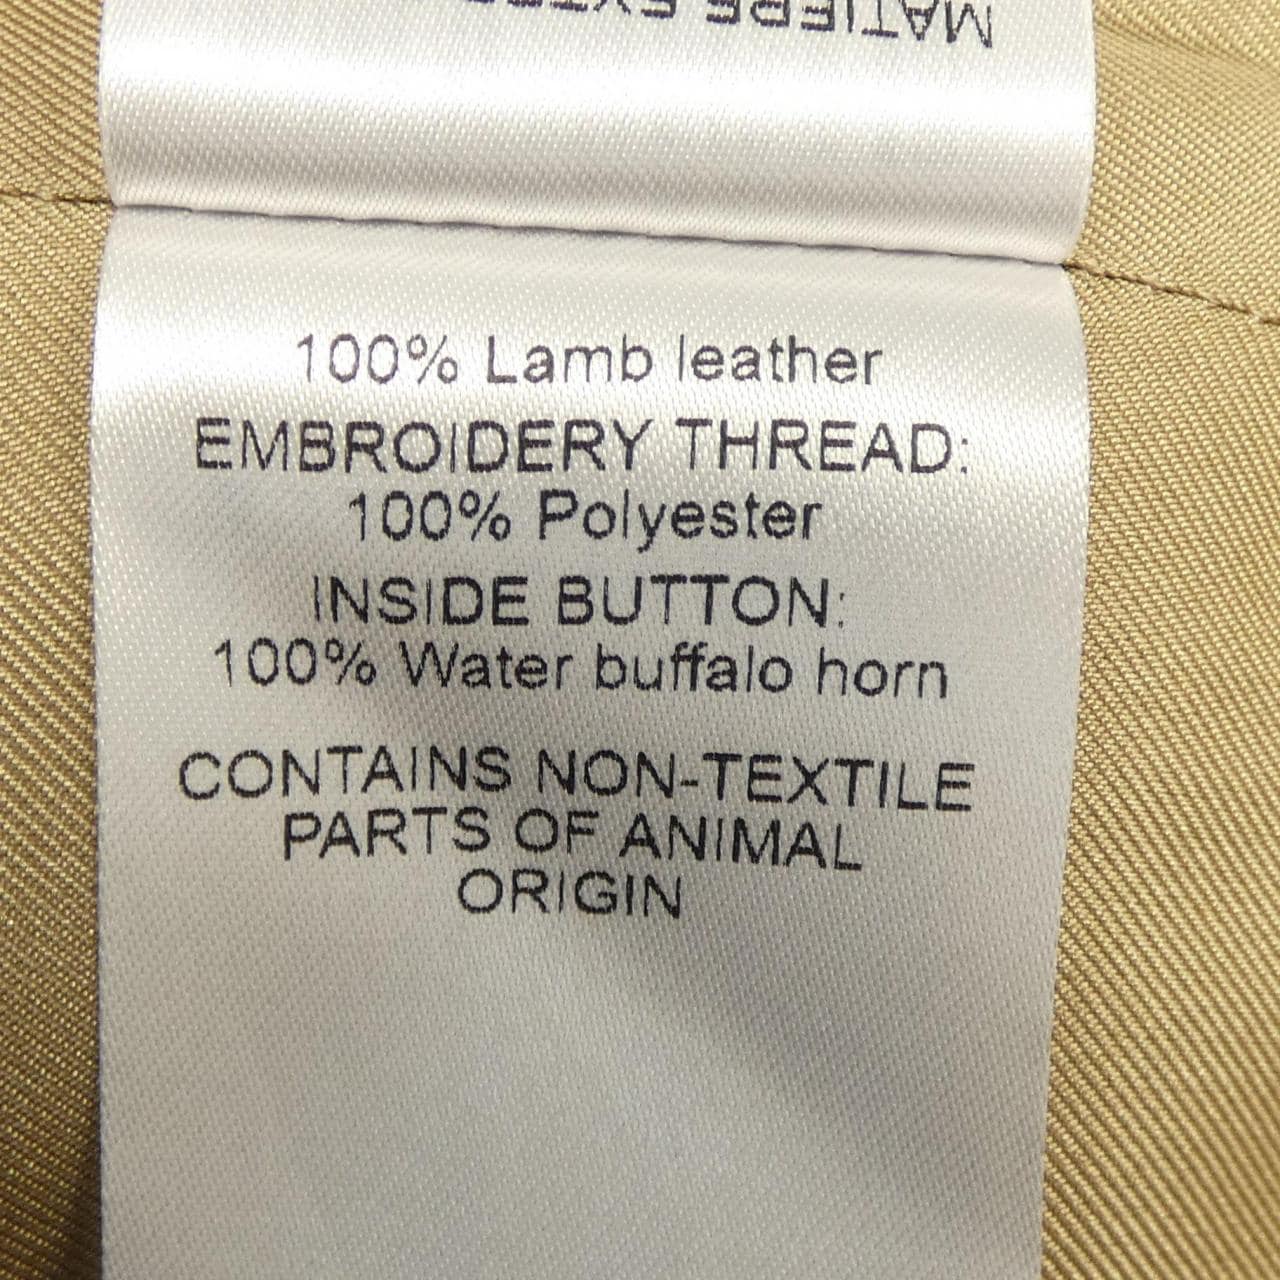 MATIERE
100% Lamb leather
EMBROIDERY THREAD:
100% Polyester
INSIDE BUTTON:
100% Water buffalo horn
CONTAINS NON-TEXTILE
PARTS OF ANIMAL
ORIGIN